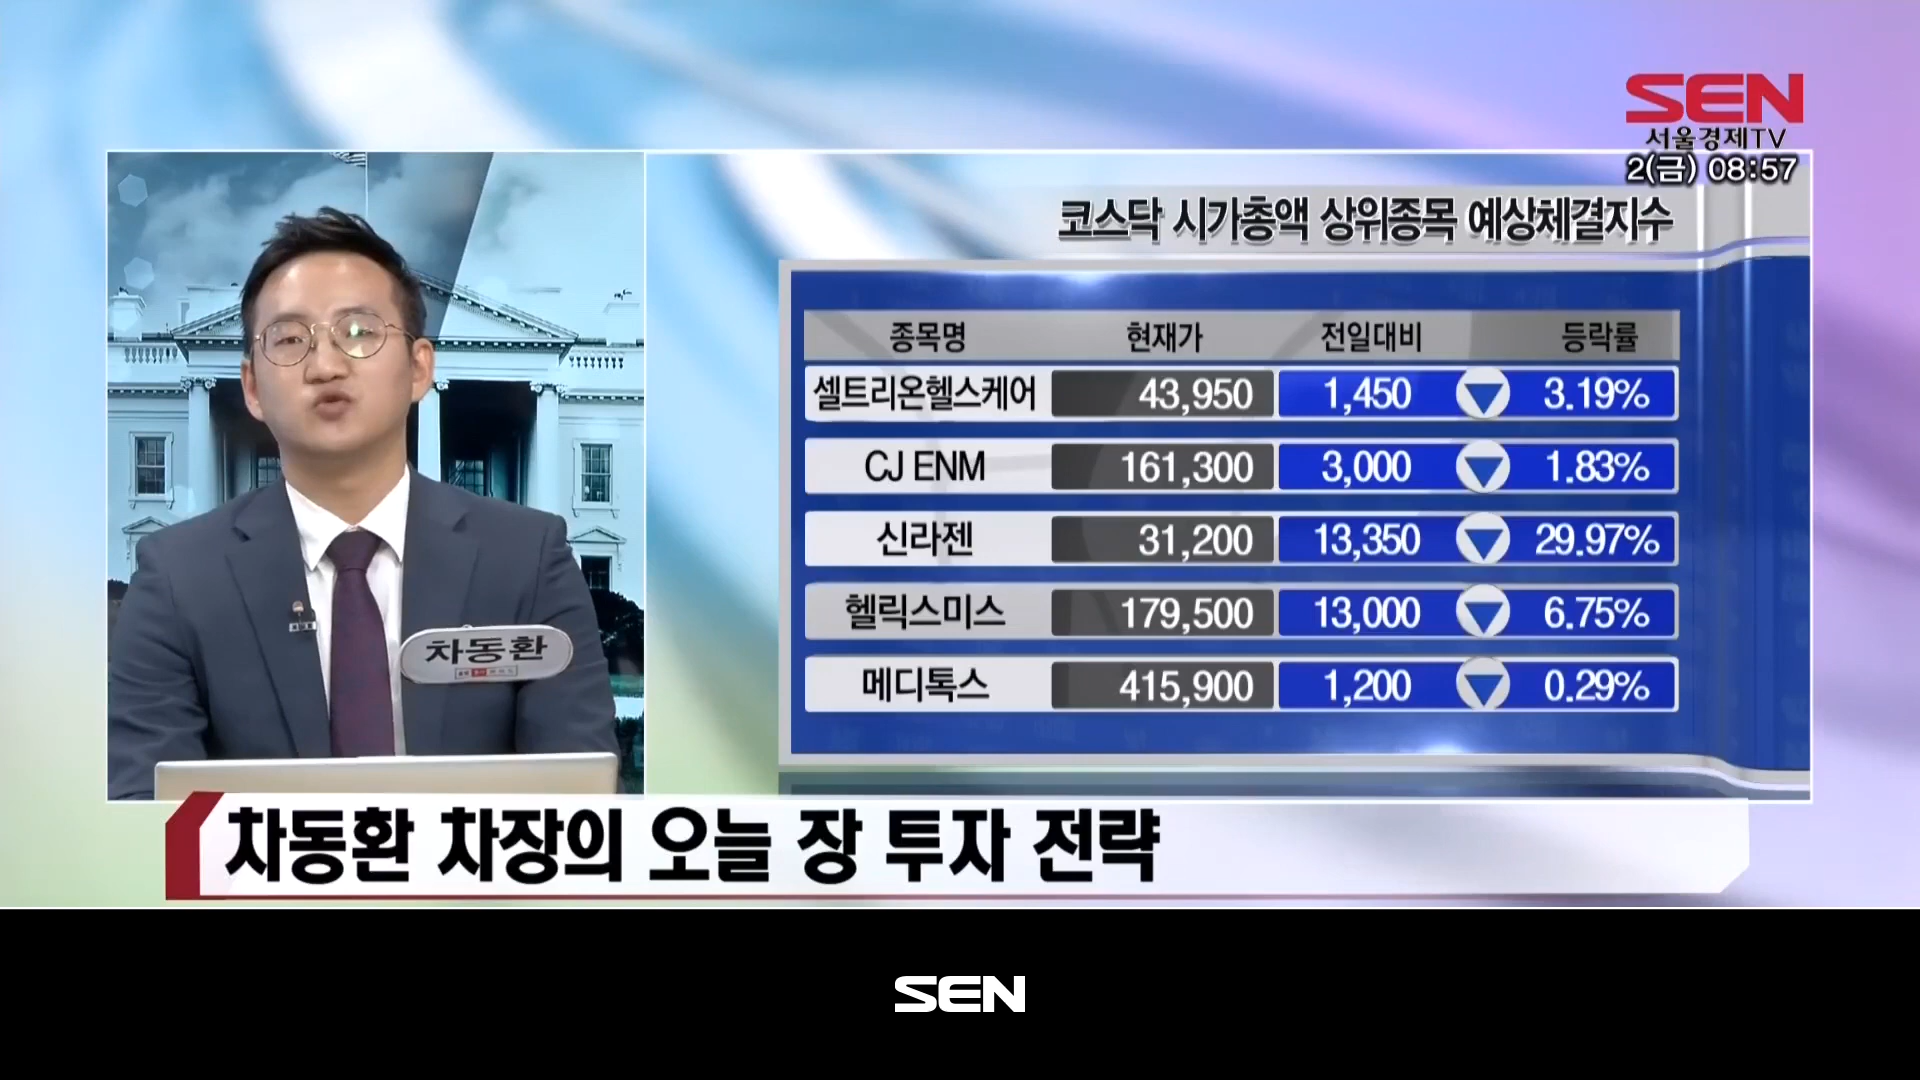 SEN
서울경제TV
2(금) 08:57
코스닥 시가총액 상위종목 예상체결지수
종목명 현재가 전일대비 등락률
셀트리온헬스케어 43,950 1,450 ▼ 3.19%
CJ ENM 161,300 3,000 ▼ 1.83%
신라젠 31,200 13,350 ▼ 29.97%
헬릭스미스 179,500 13,000 ▼ 6.75%
메디톡스 415,900 1,200 ▼ 0.29%
차동환
차동환 차장의 오늘 장 투자 전략
SEN